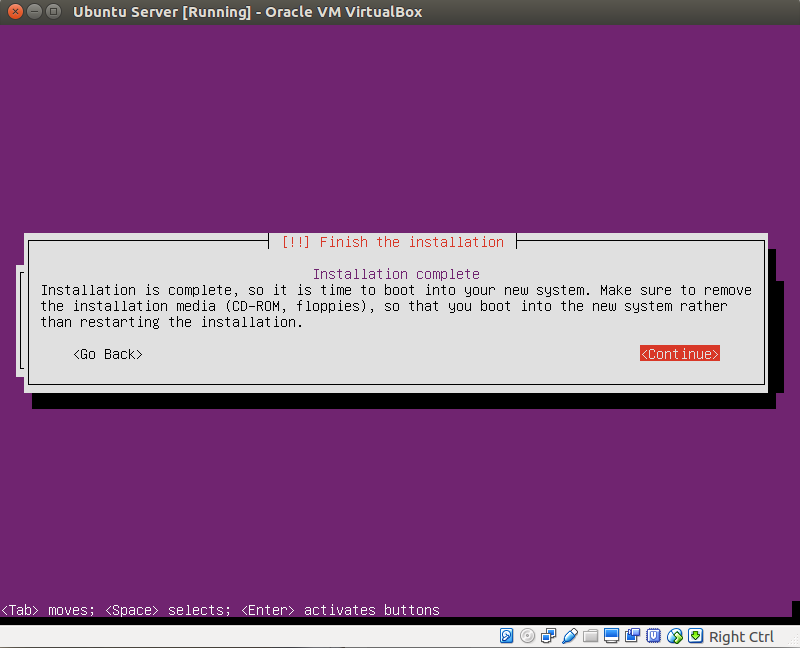 Ubuntu Server [Running] - Oracle VM VirtualBox
[!!] Finish the installation
Installation complete
Installation is complete, so it is time to boot into your new system. Make sure to remove
the installation media (CD-ROM, floppies), so that you boot into the new system rather
than restarting the installation.
<Go Back> <Continue>
<Tab> moves; <Space> selects; <Enter> activates buttons
Right Ctrl